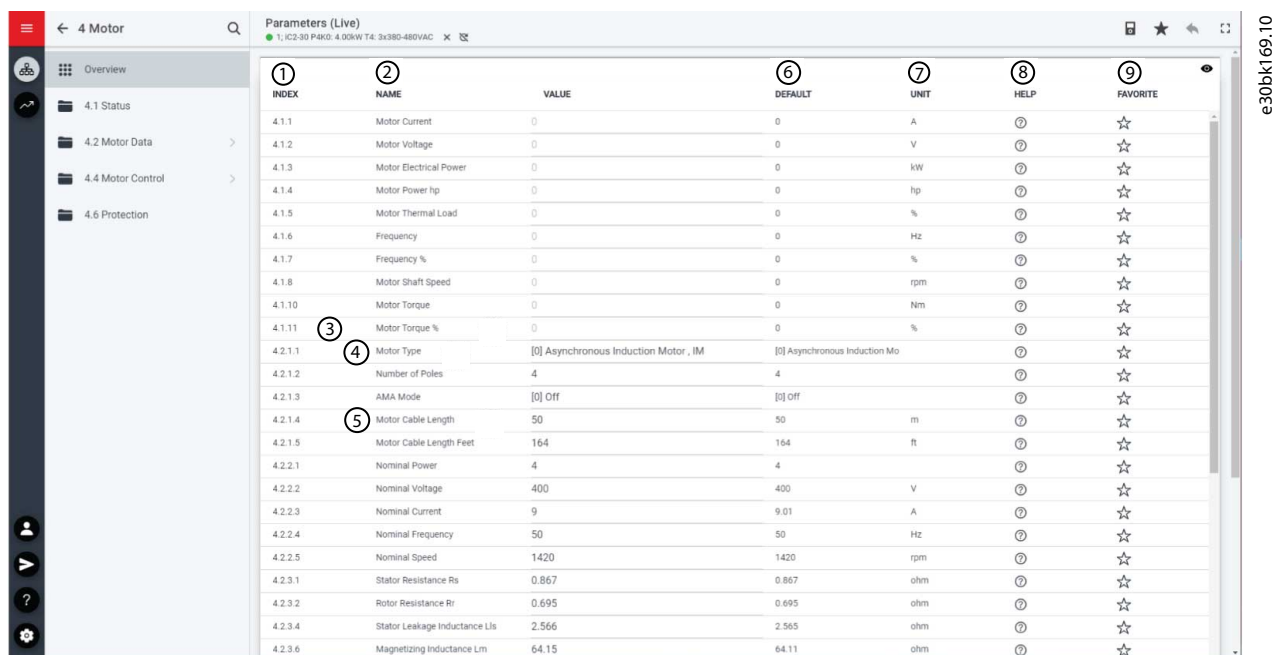 4 Motor
Parameters (Live)
1; iC2-30 P4K0: 4.00kW T4: 3x380-480VAC
e30bk169.10
Overview
4.1 Status
4.2 Motor Data
4.4 Motor Control
4.6 Protection
1 2 6 7 8 9
INDEX NAME VALUE DEFAULT UNIT HELP FAVORITE
4.1.1 Motor Current 0 0 A ?
4.1.2 Motor Voltage 0 0 V ?
4.1.3 Motor Electrical Power 0 0 kW ?
4.1.4 Motor Power hp 0 0 hp ?
4.1.5 Motor Thermal Load 0 0 % ?
4.1.6 Frequency 0 0 Hz ?
4.1.7 Frequency % 0 0 % ?
4.1.8 Motor Shaft Speed 0 0 rpm ?
4.1.10 Motor Torque 0 0 Nm ?
4.1.11 3 Motor Torque % 0 0 % ?
4.2.1.1 4 Motor Type [0] Asynchronous Induction Motor , IM [0] Asynchronous Induction Mo ?
4.2.1.2 Number of Poles 4 4 ?
4.2.1.3 AMA Mode [0] Off [0] Off ?
4.2.1.4 5 Motor Cable Length 50 50 m ?
4.2.1.5 Motor Cable Length Feet 164 164 ft ?
4.2.2.1 Nominal Power 4 4 ?
4.2.2.2 Nominal Voltage 400 400 V ?
4.2.2.3 Nominal Current 9 9.01 A ?
4.2.2.4 Nominal Frequency 50 50 Hz ?
4.2.2.5 Nominal Speed 1420 1420 rpm ?
4.2.3.1 Stator Resistance Rs 0.867 0.867 ohm ?
4.2.3.2 Rotor Resistance Rr 0.695 0.695 ohm ?
4.2.3.4 Stator Leakage Inductance Lls 2.566 2.565 ohm ?
4.2.3.6 Magnetizing Inductance Lm 64.15 64.11 ohm ?
?